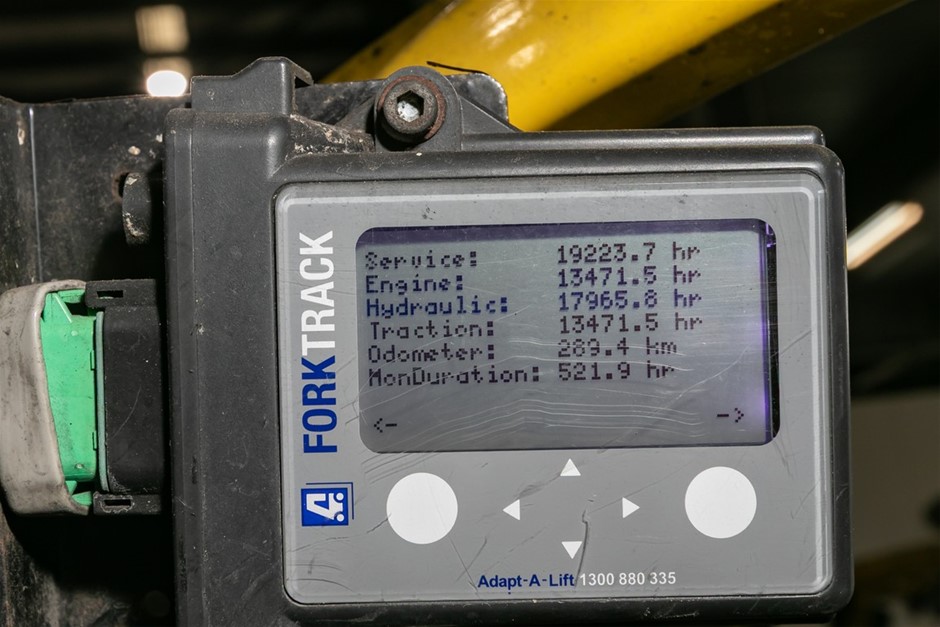 Service: 19223.7 hr
Engine: 13471.5 hr
Hydraulic: 17965.8 hr
Traction: 13471.5 hr
Odometer: 289.4 km
MonDuration: 521.9 hr
<- ->
FORKTRACK
Adapt-A-Lift 1300 880 335